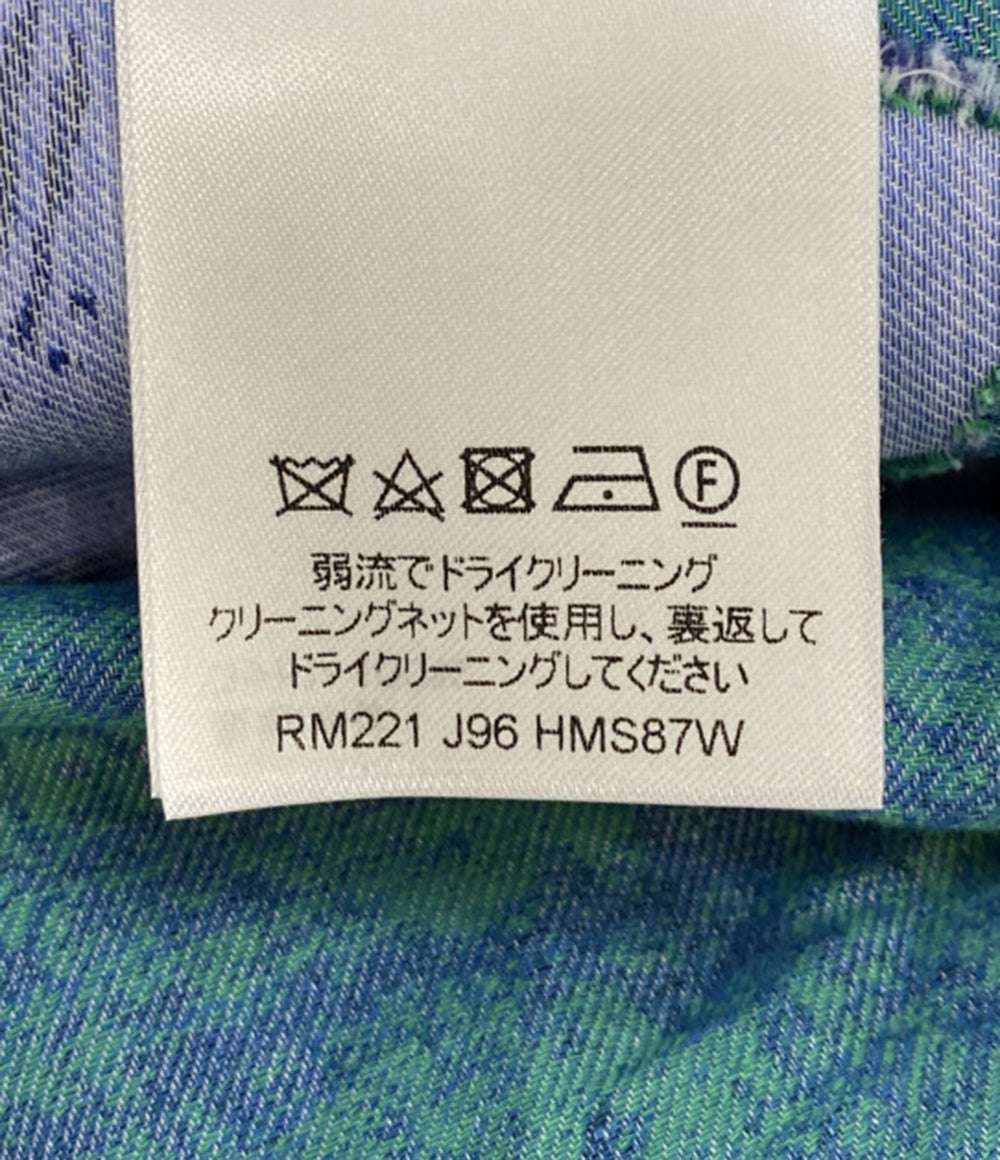 F
弱流でドライクリーニング
クリーニングネットを使用し、裏返して
ドライクリーニングしてください
RM221 J96 HMS87W